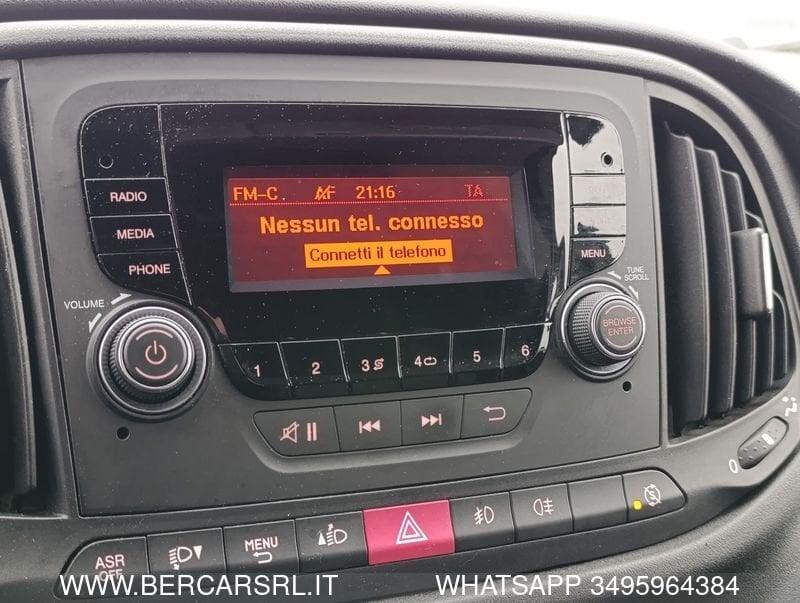 FM-C AF 21:16 TA
Nessun tel. connesso
Connetti il telefono
RADIO
MEDIA
PHONE
MENU
VOLUME
TUNE
SCROLL
BROWSE
ENTER
1 2 3 4 5 6
0
ASR
OFF
MENU
WWW.BERCARSRL.IT WHATSAPP 3495964384